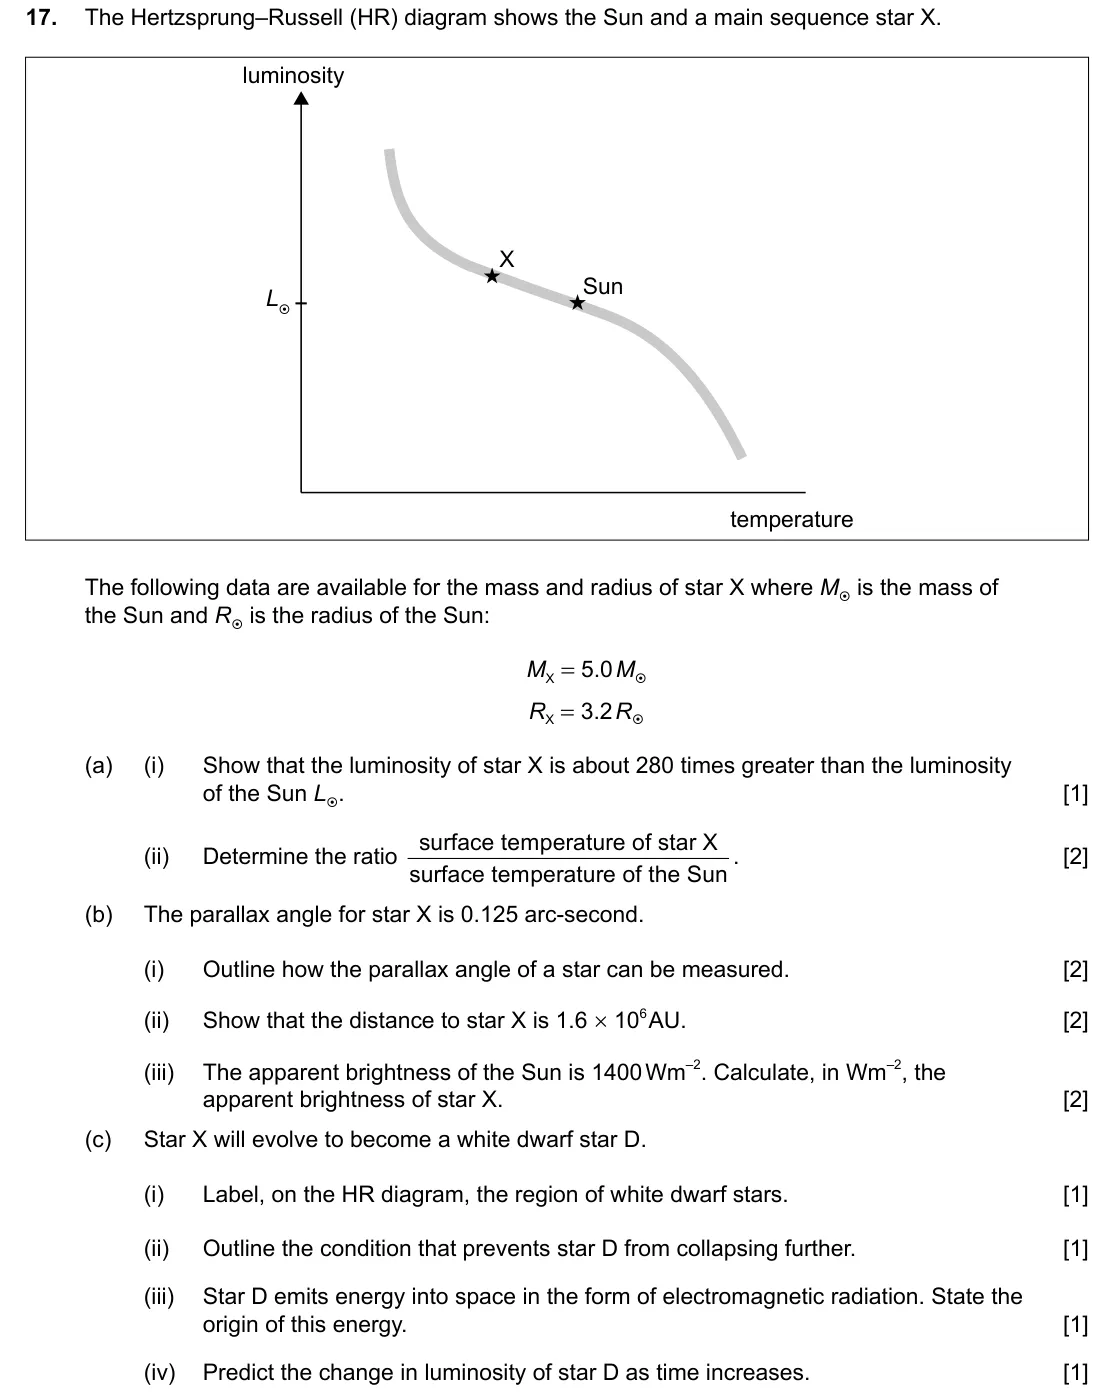 17. The Hertzsprung–Russell (HR) diagram shows the Sun and a main sequence star X.
luminosity
X
Sun
L☉
temperature
The following data are available for the mass and radius of star X where M☉ is the mass of
the Sun and R☉ is the radius of the Sun:
Mₓ = 5.0 M☉
Rₓ = 3.2 R☉
(a) (i) Show that the luminosity of star X is about 280 times greater than the luminosity
of the Sun L☉. [1]
(ii) Determine the ratio surface temperature of star X / surface temperature of the Sun. [2]
(b) The parallax angle for star X is 0.125 arc-second.
(i) Outline how the parallax angle of a star can be measured. [2]
(ii) Show that the distance to star X is 1.6 × 10⁶ AU. [2]
(iii) The apparent brightness of the Sun is 1400 Wm⁻². Calculate, in Wm⁻², the
apparent brightness of star X. [2]
(c) Star X will evolve to become a white dwarf star D.
(i) Label, on the HR diagram, the region of white dwarf stars. [1]
(ii) Outline the condition that prevents star D from collapsing further. [1]
(iii) Star D emits energy into space in the form of electromagnetic radiation. State the
origin of this energy. [1]
(iv) Predict the change in luminosity of star D as time increases. [1]